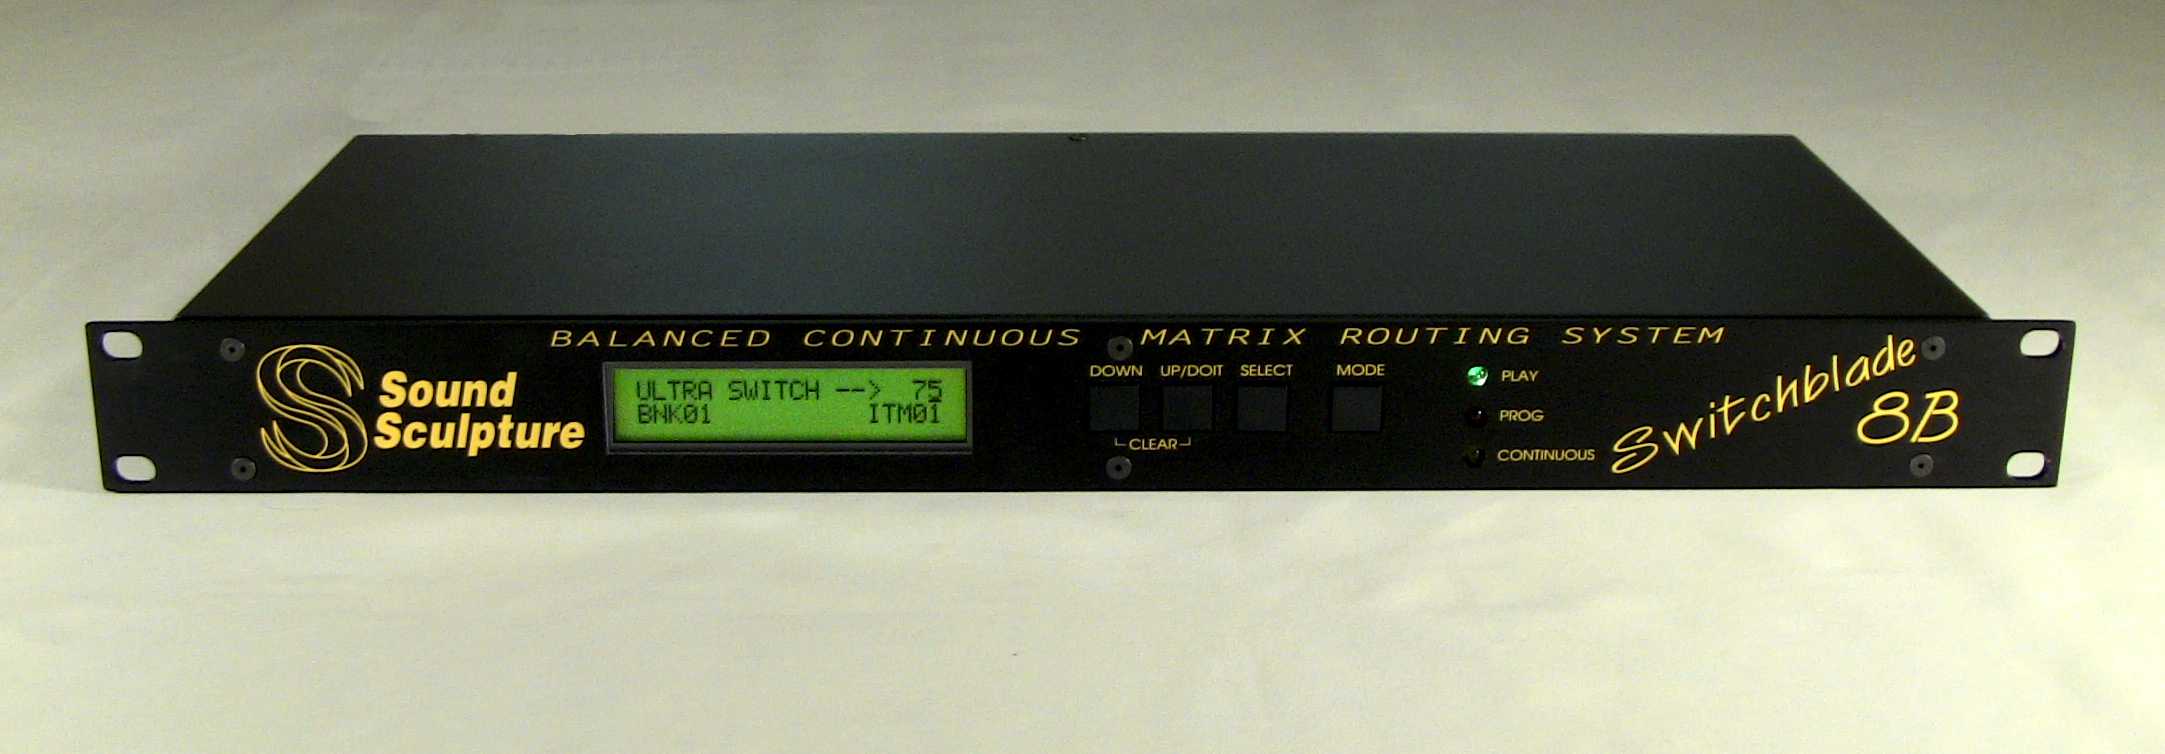 BALANCED CONTINUOUS MATRIX ROUTING SYSTEM
Sound
Sculpture
ULTRA SWITCH --> 75
BNK01 ITM01
DOWN UP/DOIT SELECT MODE
CLEAR
PLAY
PROG
CONTINUOUS
Switchblade
8B